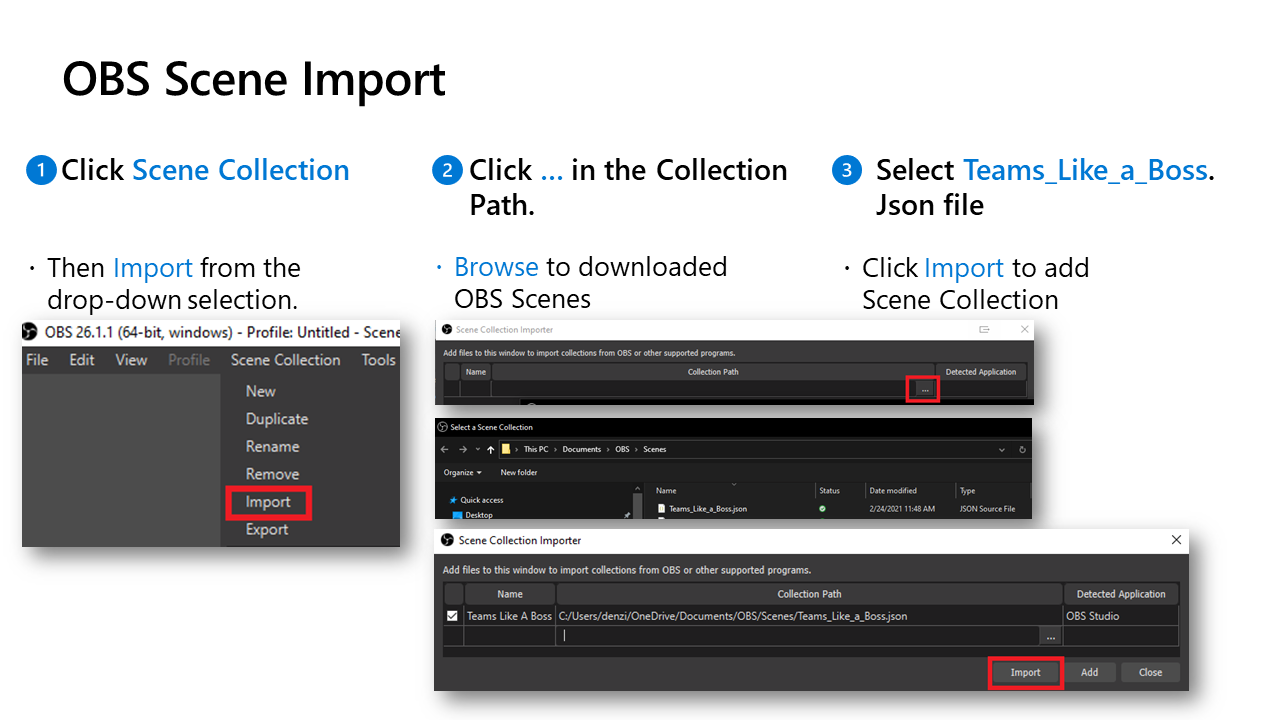 OBS Scene Import
1 Click Scene Collection
· Then Import from the
drop-down selection.
OBS 26.1.1 (64-bit, windows) - Profile: Untitled - Scene
File Edit View Profile Scene Collection Tools
New
Duplicate
Rename
Remove
Import
Export
2 Click ... in the Collection
Path.
· Browse to downloaded
OBS Scenes
Scene Collection Importer
Add files to this window to import collections from OBS or other supported programs.
Name Collection Path Detected Application
...
Select a Scene Collection
This PC › Documents › OBS › Scenes
Organize New folder
Name Status Date modified Type
Quick access
Teams_Like_a_Boss.json 2/24/2021 11:48 AM JSON Source File
Desktop
3 Select Teams_Like_a_Boss.
Json file
· Click Import to add
Scene Collection
Scene Collection Importer
Add files to this window to import collections from OBS or other supported programs.
Name Collection Path Detected Application
Teams Like A Boss C:/Users/denzi/OneDrive/Documents/OBS/Scenes/Teams_Like_a_Boss.json OBS Studio
...
Import Add Close